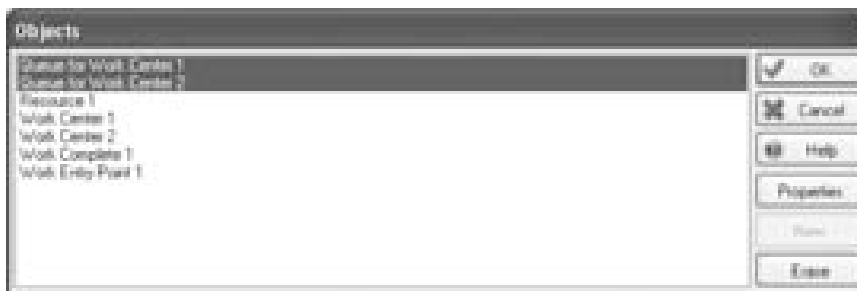 Objects
Queue for Work Center 1
Queue for Work Center 2
Resource 1
Work Center 1
Work Center 2
Work Complete 1
Work Entry Point 1
OK
Cancel
Help
Properties
Erase